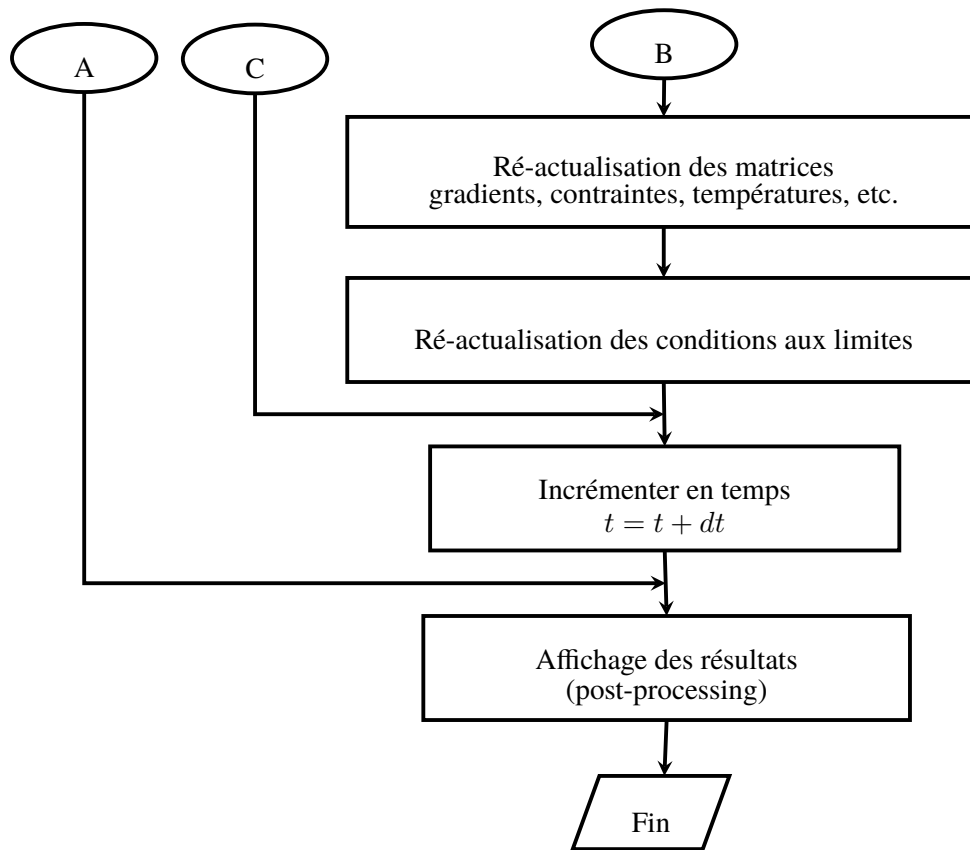 A
C
B
Ré-actualisation des matrices
gradients, contraintes, températures, etc.
Ré-actualisation des conditions aux limites
Incrémenter en temps
t = t + dt
Affichage des résultats
(post-processing)
Fin